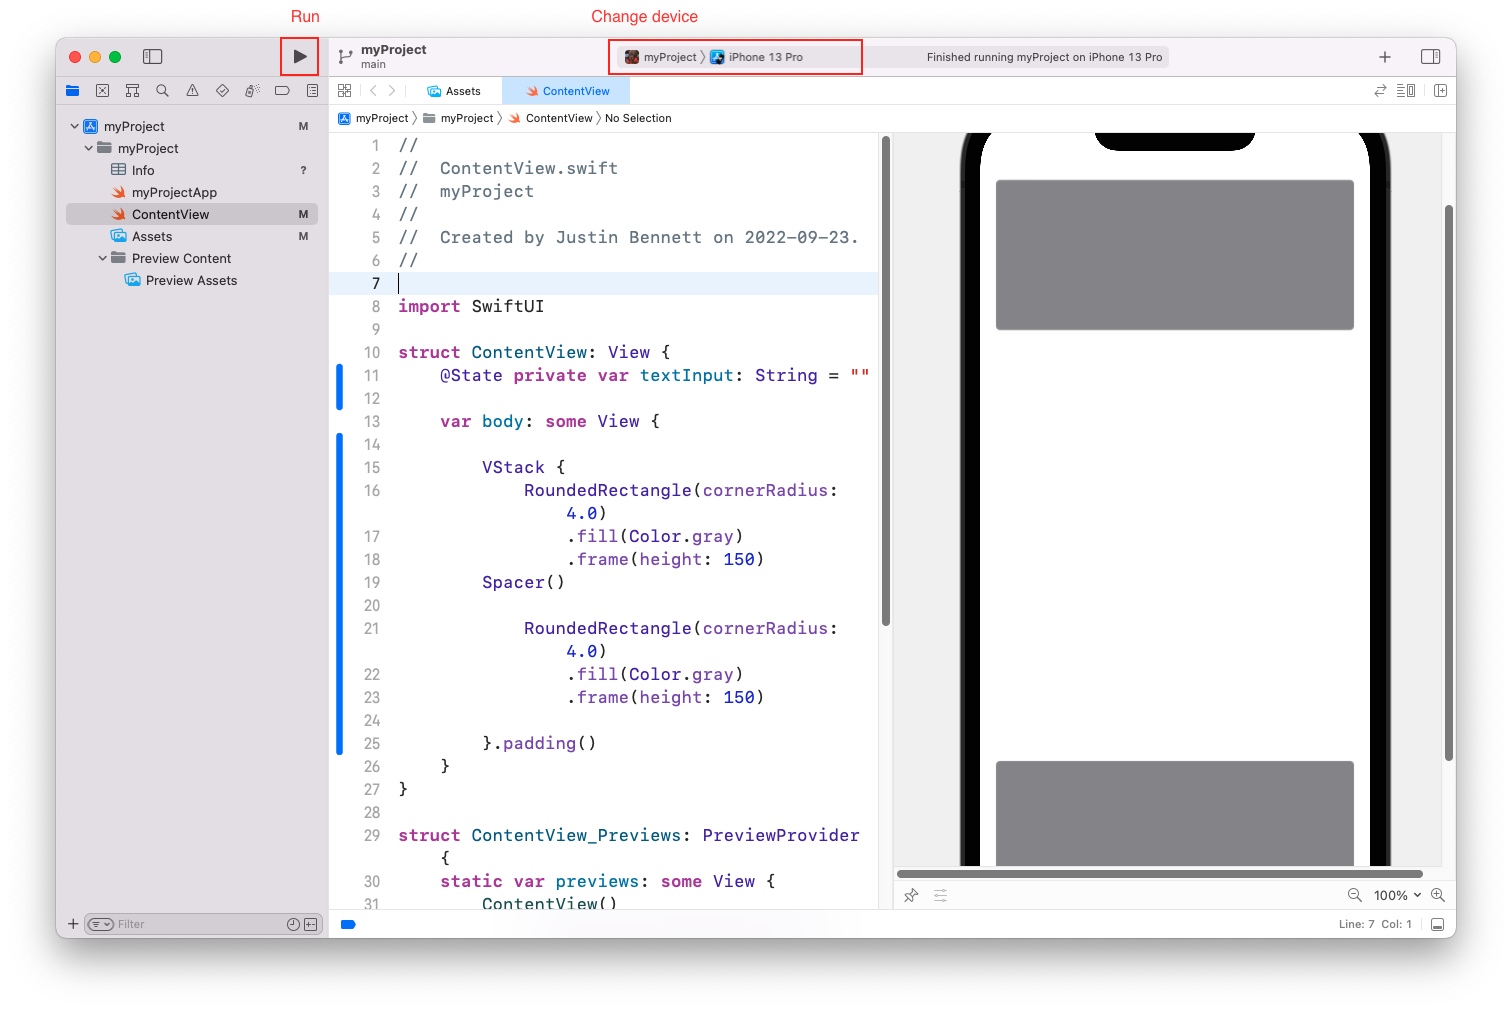 Run
Change device
myProject
main
myProject
iPhone 13 Pro
Finished running myProject on iPhone 13 Pro
Assets
ContentView
myProject
myProject
ContentView
No Selection
myProject M
myProject
Info ?
myProjectApp
ContentView M
Assets M
Preview Content
Preview Assets
1 //
2 //  ContentView.swift
3 //  myProject
4 //
5 //  Created by Justin Bennett on 2022-09-23.
6 //
7
8 import SwiftUI
9
10 struct ContentView: View {
11     @State private var textInput: String = ""
12
13     var body: some View {
14
15         VStack {
16             RoundedRectangle(cornerRadius:
4.0)
17                 .fill(Color.gray)
18                 .frame(height: 150)
19         Spacer()
20
21             RoundedRectangle(cornerRadius:
4.0)
22                 .fill(Color.gray)
23                 .frame(height: 150)
24
25         }.padding()
26     }
27 }
28
29 struct ContentView_Previews: PreviewProvider
{
30     static var previews: some View {
31         ContentView()
100%
Filter
Line: 7 Col: 1